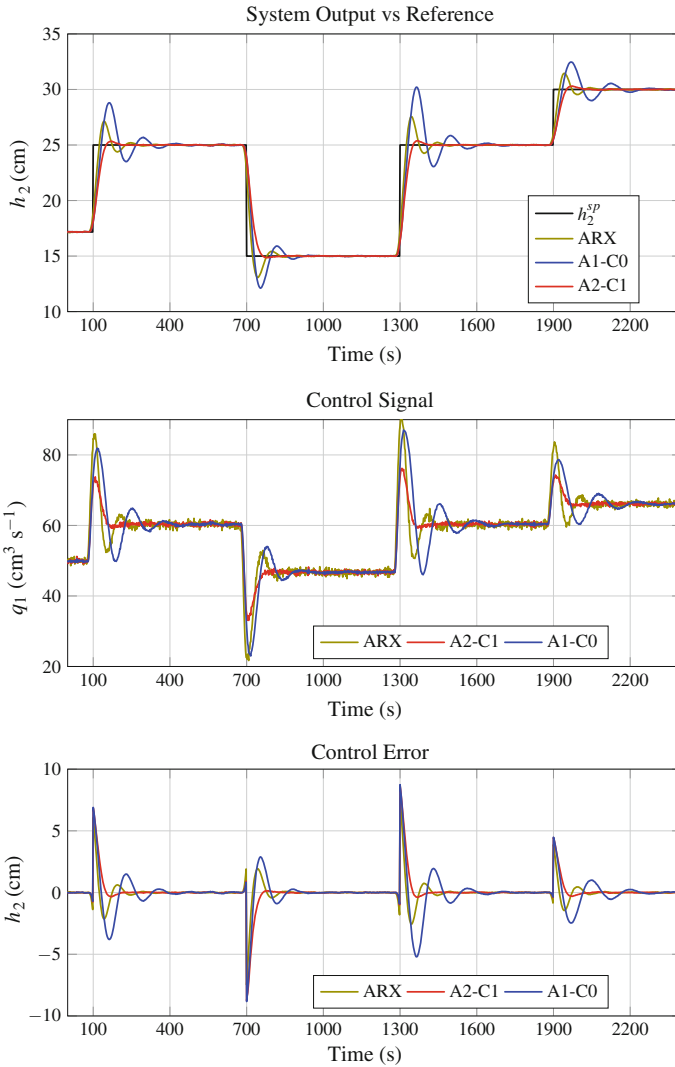 System Output vs Reference
35
30
25
20
15
10
h₂ (cm)
h₂ˢᵖ
ARX
A1-C0
A2-C1
100 400 700 1000 1300 1600 1900 2200
Time (s)
Control Signal
80
60
40
20
q₁ (cm³ s⁻¹)
ARX A2-C1 A1-C0
100 400 700 1000 1300 1600 1900 2200
Time (s)
Control Error
10
5
0
−5
−10
h₂ (cm)
ARX A2-C1 A1-C0
100 400 700 1000 1300 1600 1900 2200
Time (s)